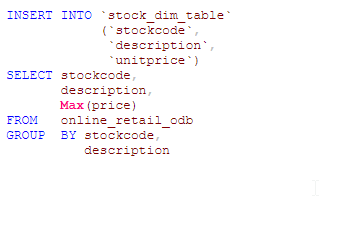 INSERT INTO `stock_dim_table`
(`stockcode`,
`description`,
`unitprice`)
SELECT stockcode,
description,
Max(price)
FROM online_retail_odb
GROUP BY stockcode,
description